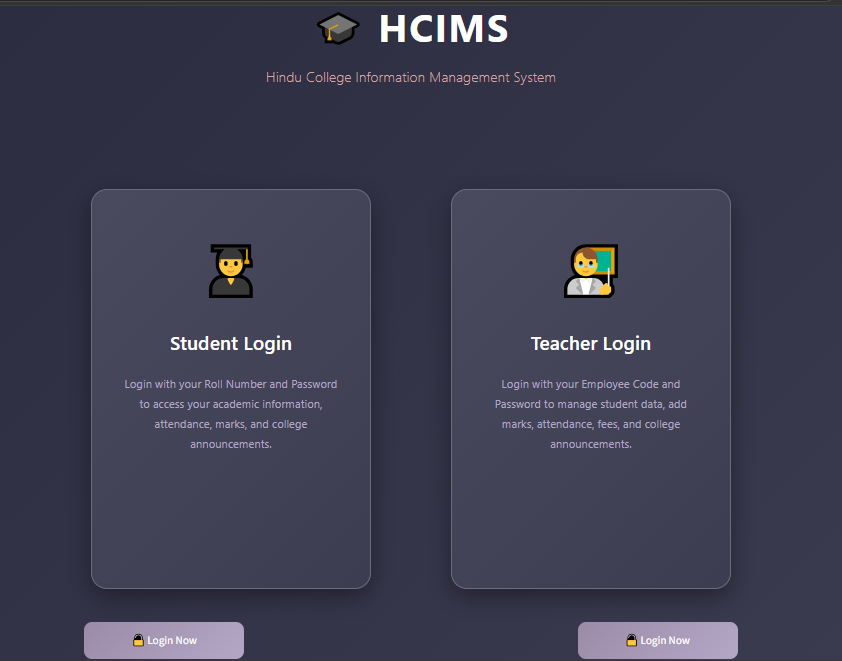 HCIMS
Hindu College Information Management System
Student Login
Login with your Roll Number and Password
to access your academic information,
attendance, marks, and college
announcements.
Teacher Login
Login with your Employee Code and
Password to manage student data, add
marks, attendance, fees, and college
announcements.
Login Now
Login Now